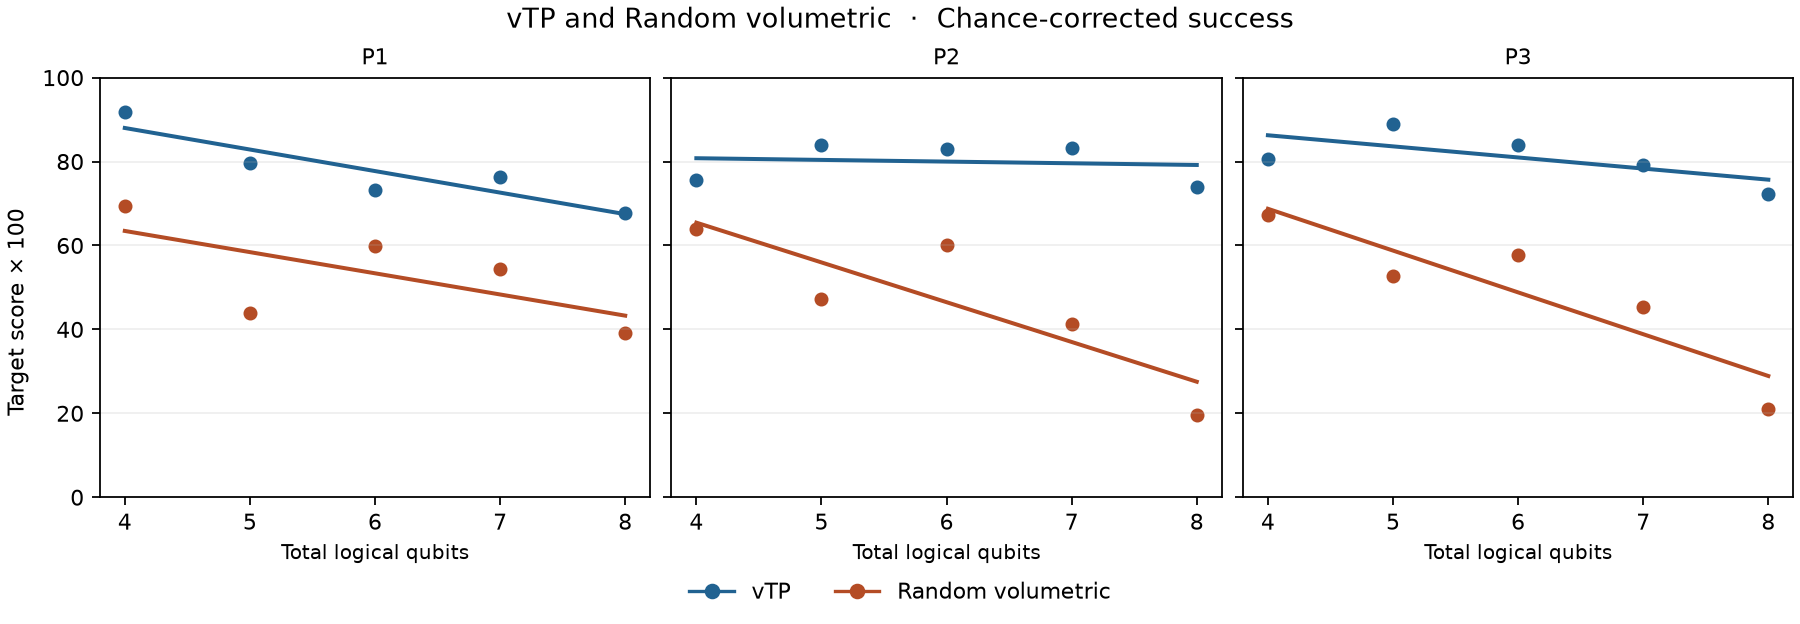 vTP and Random volumetric · Chance-corrected success
P1
P2
P3
Target score × 100
100
80
60
40
20
0
4 5 6 7 8
4 5 6 7 8
4 5 6 7 8
Total logical qubits
Total logical qubits
Total logical qubits
vTP
Random volumetric